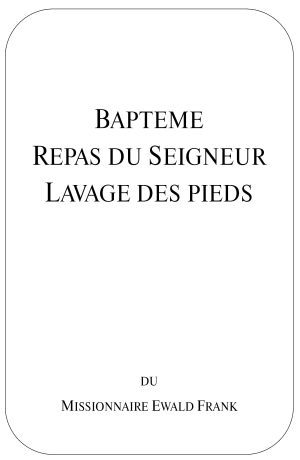 BAPTEME
REPAS DU SEIGNEUR
LAVAGE DES PIEDS
DU
MISSIONNAIRE EWALD FRANK